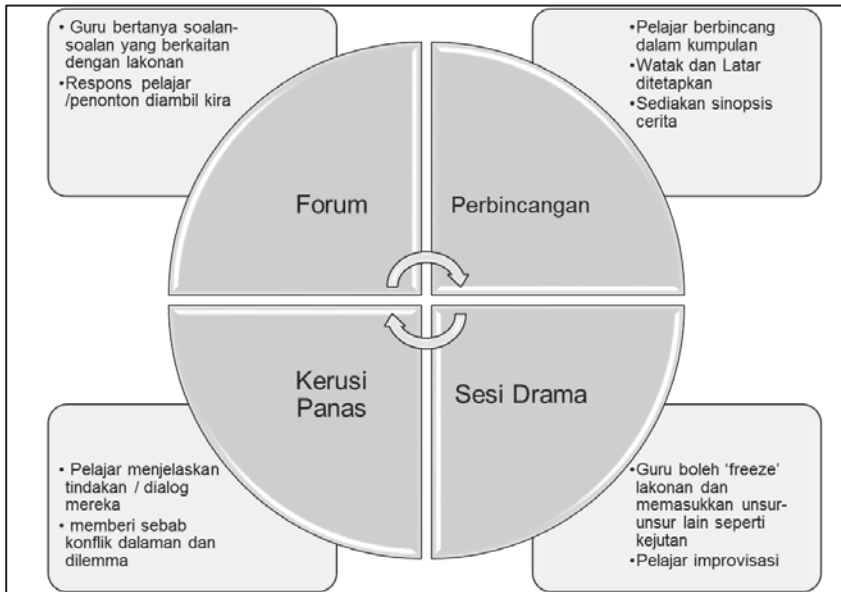 • Guru bertanya soalan-
soalan yang berkaitan
dengan lakonan
•Respons pelajar
/penonton diambil kira
•Pelajar berbincang
dalam kumpulan
•Watak dan Latar
ditetapkan
•Sediakan sinopsis
cerita
Forum
Perbincangan
Kerusi
Panas
Sesi Drama
• Pelajar menjelaskan
tindakan / dialog
mereka
• memberi sebab
konflik dalaman dan
dilemma
•Guru boleh ‘freeze’
lakonan dan
memasukkan unsur-
unsur lain seperti
kejutan
•Pelajar improvisasi